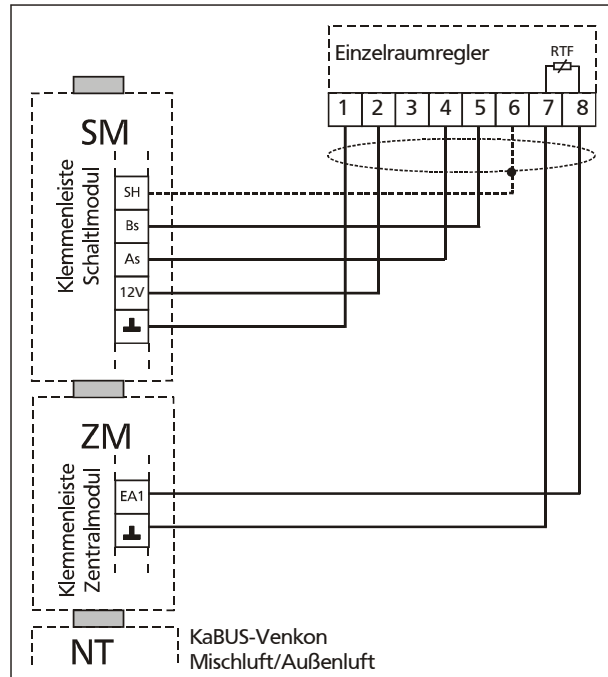 Einzelraumregler
RTF
1 2 3 4 5 6 7 8
SM
Klemmenleiste
Schaltlmodul
SH
Bs
As
12V
ZM
Klemmenleiste
Zentralmodul
EA1
NT
KaBUS-Venkon
Mischluft/Außenluft